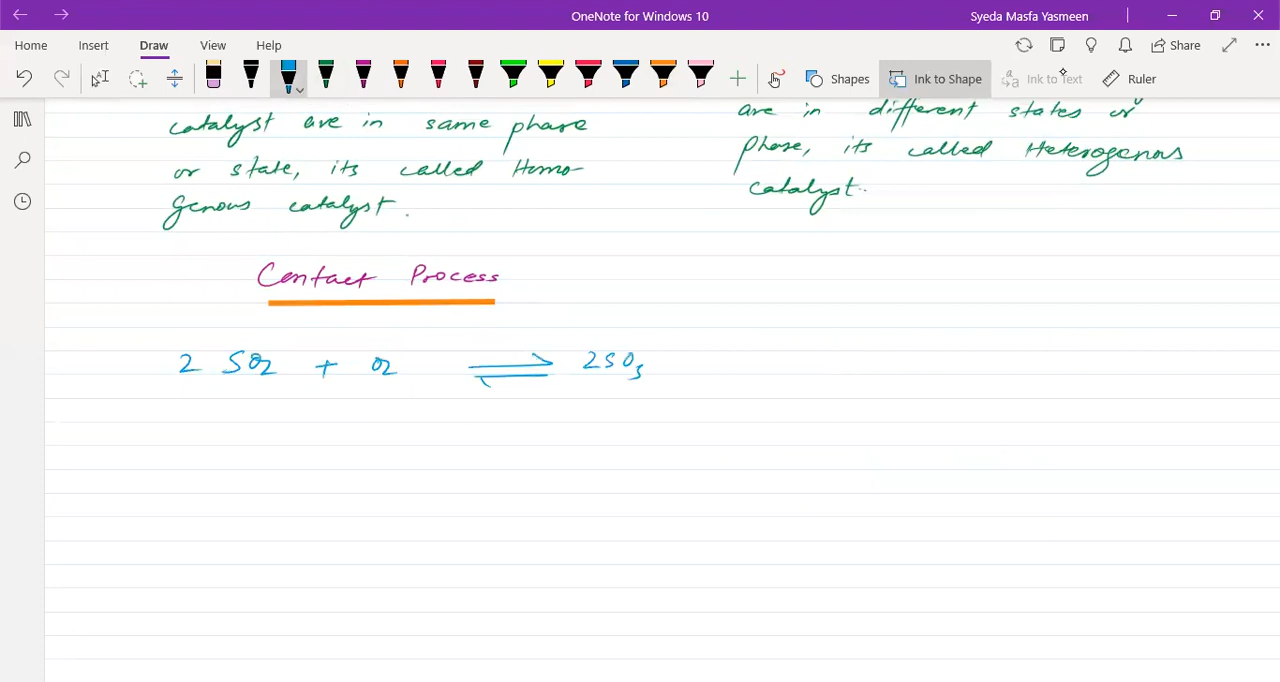 OneNote for Windows 10
Syeda Masfa Yasmeen
Home Insert Draw View Help
Share
Shapes Ink to Shape Ink to Text Ruler
catalyst are in same phase
or state, its called Homo
genous catalyst.
are in different states or
phase, its called Heterogenous
catalyst.
Contact Process
2 SO2 + O2 ⇌ 2SO3